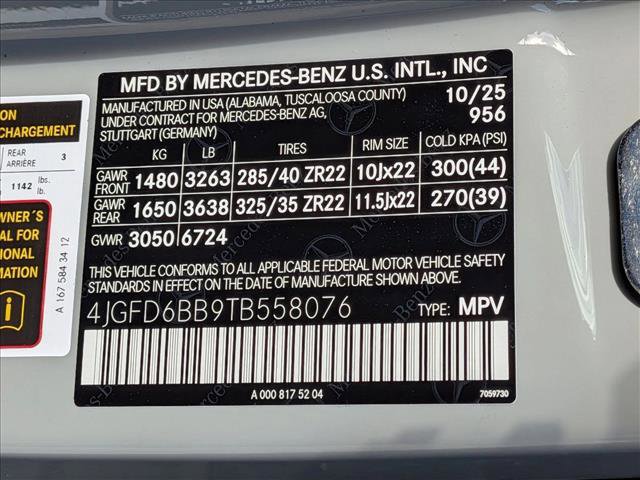 MFD BY MERCEDES-BENZ U.S. INTL., INC
MANUFACTURED IN USA (ALABAMA, TUSCALOOSA COUNTY) 10/25
UNDER CONTRACT FOR MERCEDES-BENZ AG, 956
STUTTGART (GERMANY)
KG LB TIRES RIM SIZE COLD KPA (PSI)
GAWR FRONT 1480 3263 285/40 ZR22 10Jx22 300(44)
GAWR REAR 1650 3638 325/35 ZR22 11.5Jx22 270(39)
GVWR 3050 6724
THIS VEHICLE CONFORMS TO ALL APPLICABLE FEDERAL MOTOR VEHICLE SAFETY
STANDARDS IN EFFECT ON THE DATE OF MANUFACTURE SHOWN ABOVE.
4JGFD6BB9TB558076 TYPE: MPV
A 000 817 52 04 7059730
ION
CHARGEMENT
REAR
ARRIÈRE 3
1142 lbs.
lb.
WNER´S
AL FOR
IONAL
MATION
A 167 584 34 12